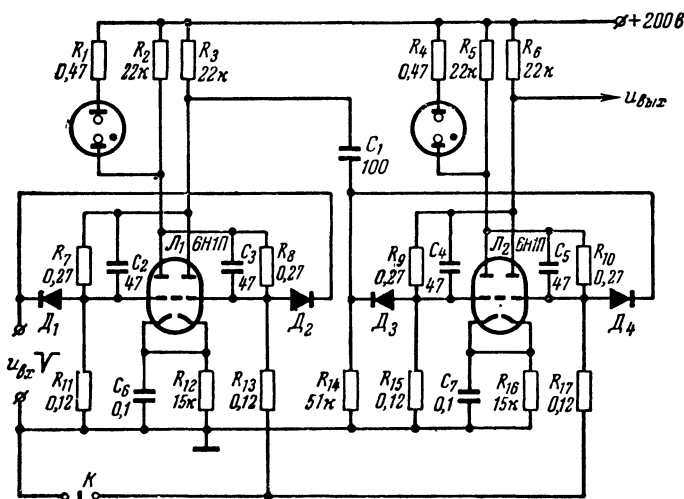 R1 0,47
R2 22к
R3 22к
R4 0,47
R5 22к
R6 22к
+200в
uвых
C1 100
R7 0,27
C2 47
Л1 6Н1П
C3 47
R8 0,27
R9 0,27
C4 47
Л2 6Н1П
C5 47
R10 0,27
Д1
Д2
Д3
Д4
uвх
R11 0,12
C6 0,1
R12 15к
R13 0,12
R14 51к
R15 0,12
C7 0,1
R16 15к
R17 0,12
К